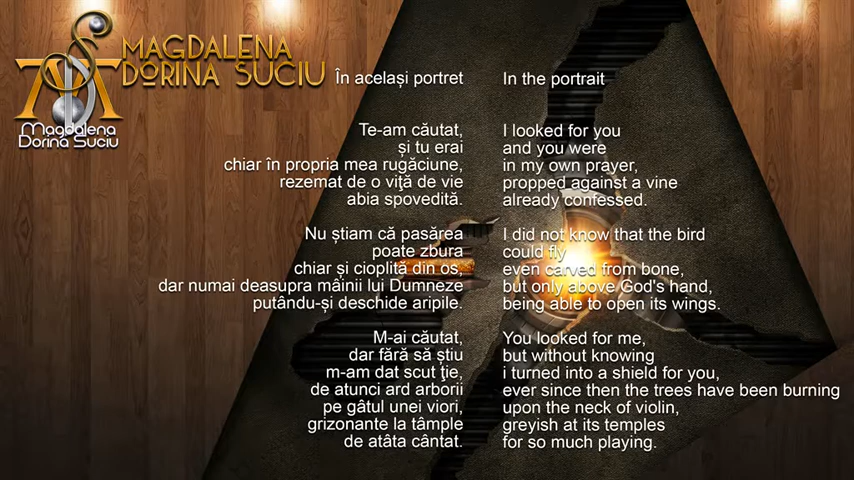 MAGDALENA
DORINA SUCIU
Magdalena
Dorina Suciu
În același portret
Te-am căutat,
și tu erai
chiar în propria mea rugăciune,
rezemat de o viţă de vie
abia spovedită.
Nu știam că pasărea
poate zbura
chiar și cioplită din os,
dar numai deasupra mâinii lui Dumneze
putându-și deschide aripile.
M-ai căutat,
dar fără să știu
m-am dat scut ţie,
de atunci ard arborii
pe gâtul unei viori,
grizonante la tâmple
de atâta cântat.
In the portrait
I looked for you
and you were
in my own prayer,
propped against a vine
already confessed.
I did not know that the bird
could fly
even carved from bone,
but only above God's hand,
being able to open its wings.
You looked for me,
but without knowing
i turned into a shield for you,
ever since then the trees have been burning
upon the neck of violin,
greyish at its temples
for so much playing.